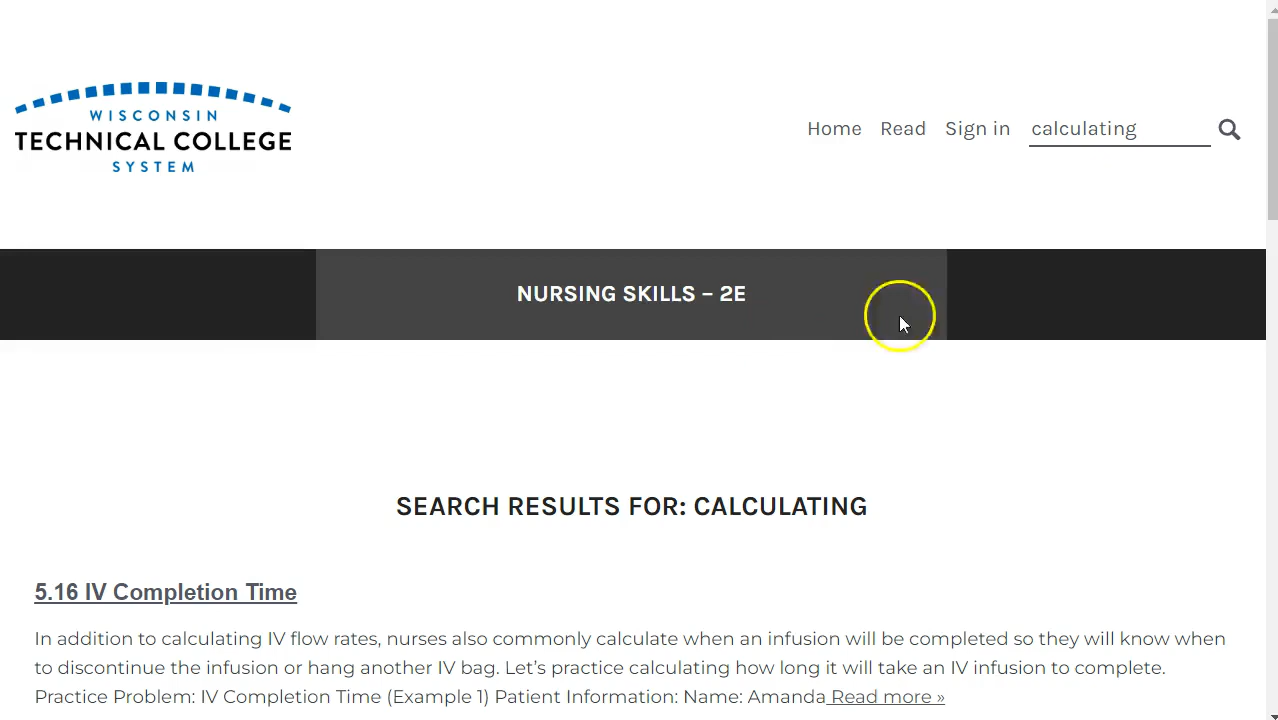 WISCONSIN
TECHNICAL COLLEGE
SYSTEM
Home Read Sign in calculating
NURSING SKILLS – 2E
SEARCH RESULTS FOR: CALCULATING
5.16 IV Completion Time
In addition to calculating IV flow rates, nurses also commonly calculate when an infusion will be completed so they will know when
to discontinue the infusion or hang another IV bag. Let’s practice calculating how long it will take an IV infusion to complete.
Practice Problem: IV Completion Time (Example 1) Patient Information: Name: Amanda Read more »